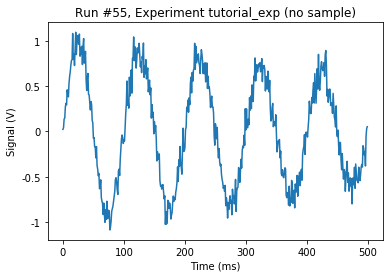 Run #55, Experiment tutorial_exp (no sample)
1
0.5
0
-0.5
-1
Signal (V)
0 100 200 300 400 500
Time (ms)